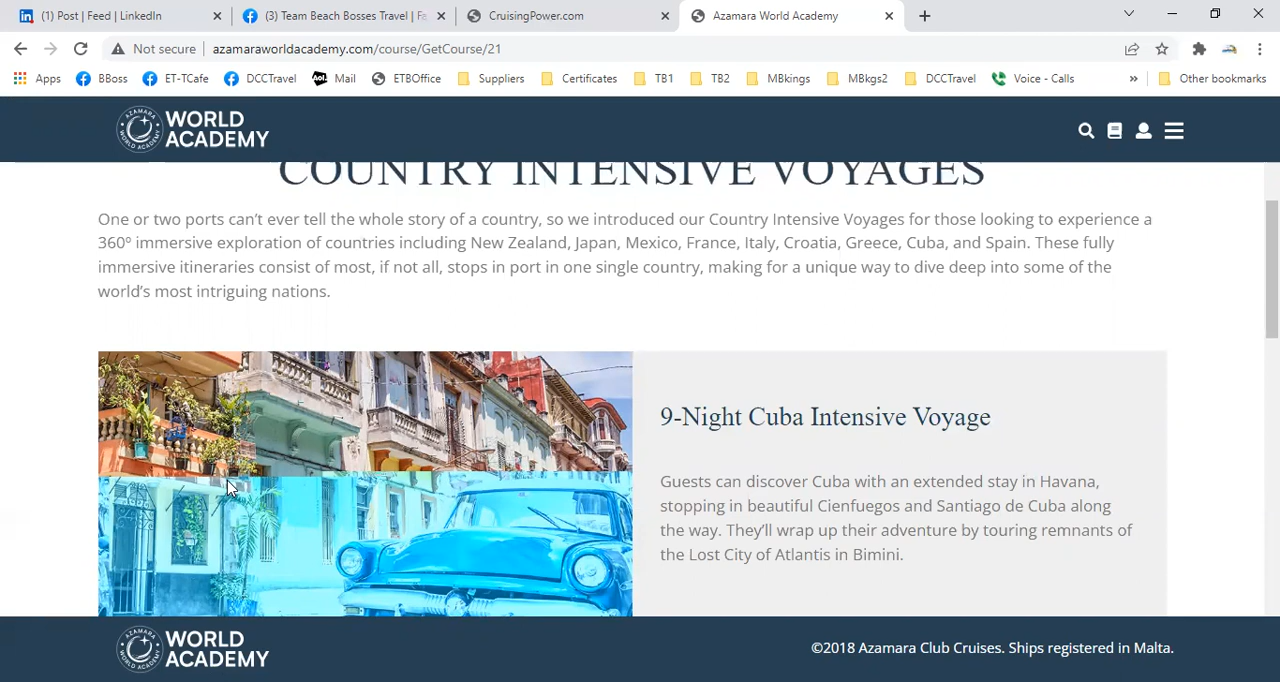 (1) Post | Feed | LinkedIn
(3) Team Beach Bosses Travel | Fa
CruisingPower.com
Azamara World Academy
Not secure
azamaraworldacademy.com/course/GetCourse/21
Apps
BBoss
ET-TCafe
DCCTravel
Aol.
Mail
ETBOffice
Suppliers
Certificates
TB1
TB2
MBkings
MBkgs2
DCCTravel
Voice - Calls
»
Other bookmarks
AZAMARA WORLD ACADEMY
WORLD
ACADEMY
COUNTRY INTENSIVE VOYAGES
One or two ports can’t ever tell the whole story of a country, so we introduced our Country Intensive Voyages for those looking to experience a
360º immersive exploration of countries including New Zealand, Japan, Mexico, France, Italy, Croatia, Greece, Cuba, and Spain. These fully
immersive itineraries consist of most, if not all, stops in port in one single country, making for a unique way to dive deep into some of the
world’s most intriguing nations.
9-Night Cuba Intensive Voyage
Guests can discover Cuba with an extended stay in Havana,
stopping in beautiful Cienfuegos and Santiago de Cuba along
the way. They’ll wrap up their adventure by touring remnants of
the Lost City of Atlantis in Bimini.
AZAMARA WORLD ACADEMY
WORLD
ACADEMY
©2018 Azamara Club Cruises. Ships registered in Malta.